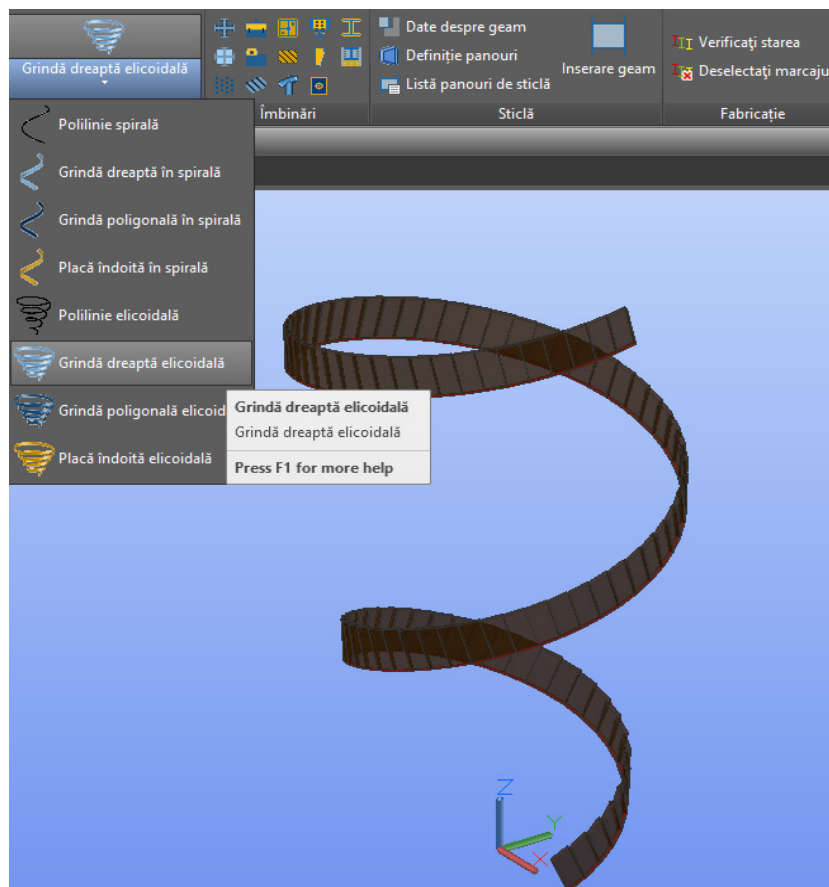 Grindă dreaptă elicoidală
Îmbinări
Date despre geam
Definiție panouri
Listă panouri de sticlă
Inserare geam
Sticlă
Verificați starea
Deselectați marcaju
Fabricație
Polilinie spirală
Grindă dreaptă în spirală
Grindă poligonală în spirală
Placă îndoită în spirală
Polilinie elicoidală
Grindă dreaptă elicoidală
Grindă poligonală elicoid
Placă îndoită elicoidală
Grindă dreaptă elicoidală
Grindă dreaptă elicoidală
Press F1 for more help
Z
Y
X